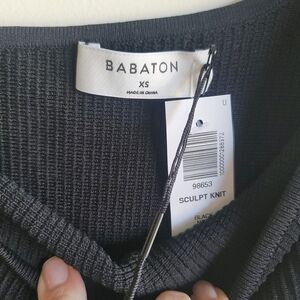 BABATON
XS
MADE IN CHINA
U
98653
SCULPT KNIT
BLACK